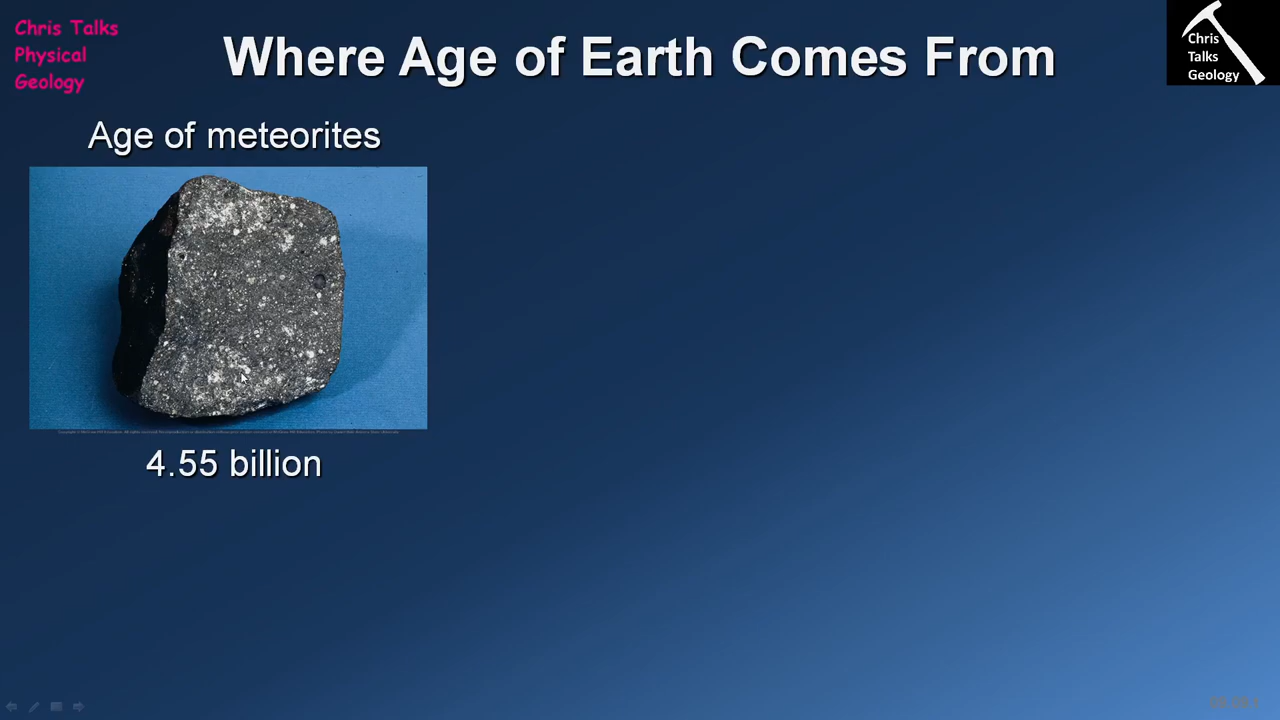 Chris Talks
Physical
Geology
Where Age of Earth Comes From
Chris
Talks
Geology
Age of meteorites
4.55 billion